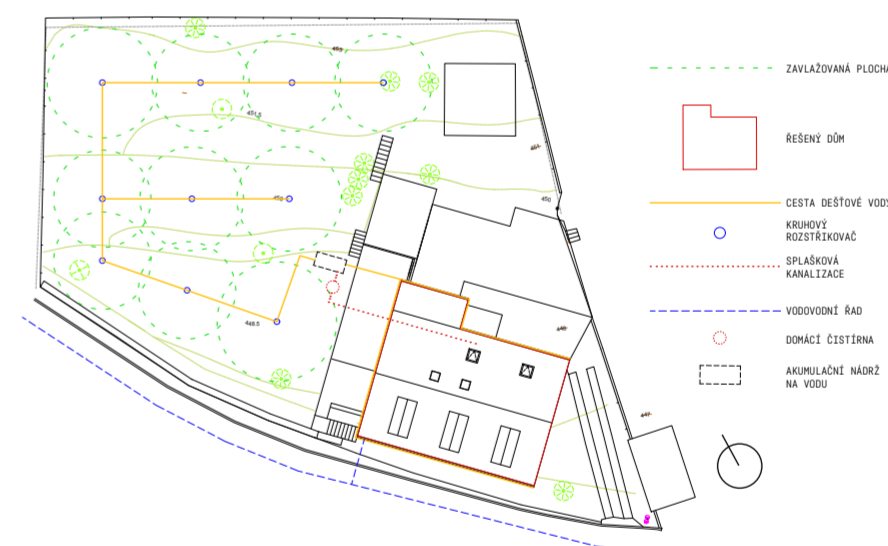 ZAVLAŽOVANÁ PLOCHA
ŘEŠENÝ DŮM
CESTA DEŠŤOVÉ VODY
KRUHOVÝ
ROZSTŘIKOVAČ
SPLAŠKOVÁ
KANALIZACE
VODOVODNÍ ŘAD
DOMÁCÍ ČISTÍRNA
AKUMULAČNÍ NÁDRŽ
NA VODU
451,5
450
448,5